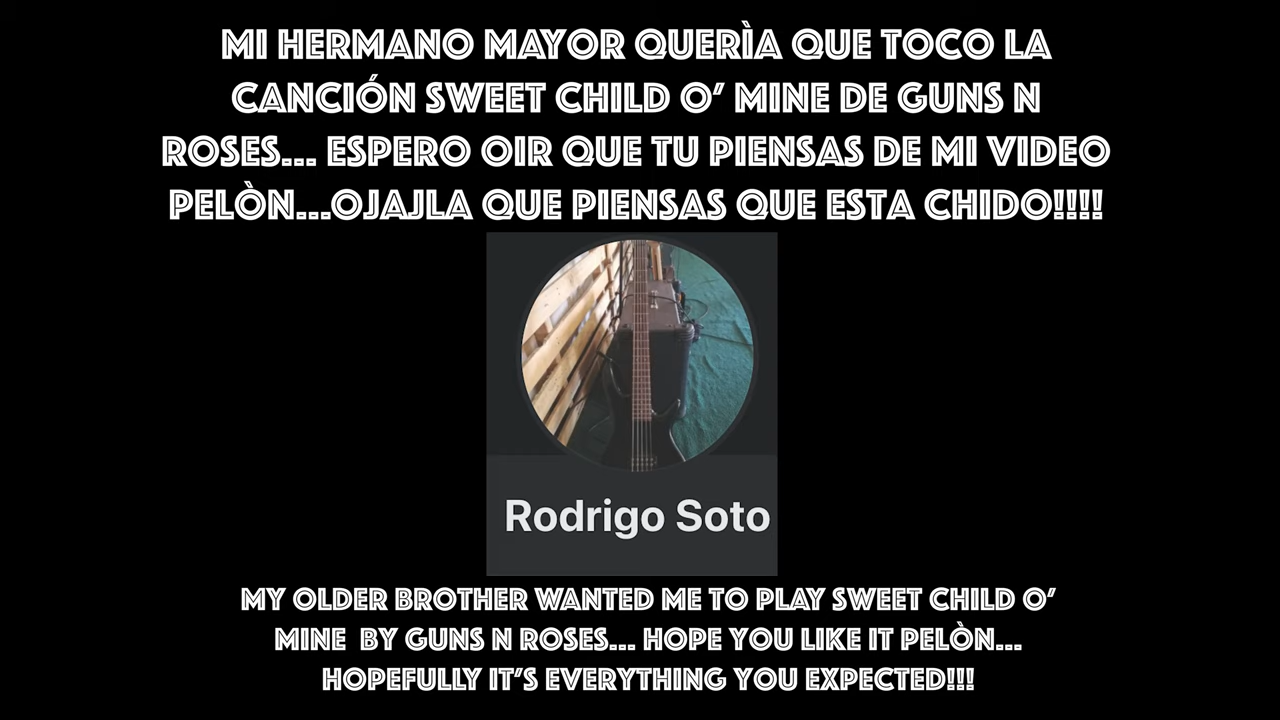 MI HERMANO MAYOR QUERÌA QUE TOCO LA
CANCIÓN SWEET CHILD O’ MINE DE GUNS N
ROSES... ESPERO OIR QUE TU PIENSAS DE MI VIDEO
PELÒN...OJAJLA QUE PIENSAS QUE ESTA CHIDO!!!!
Rodrigo Soto
MY OLDER BROTHER WANTED ME TO PLAY SWEET CHILD O’
MINE BY GUNS N ROSES... HOPE YOU LIKE IT PELÒN...
HOPEFULLY IT’S EVERYTHING YOU EXPECTED!!!